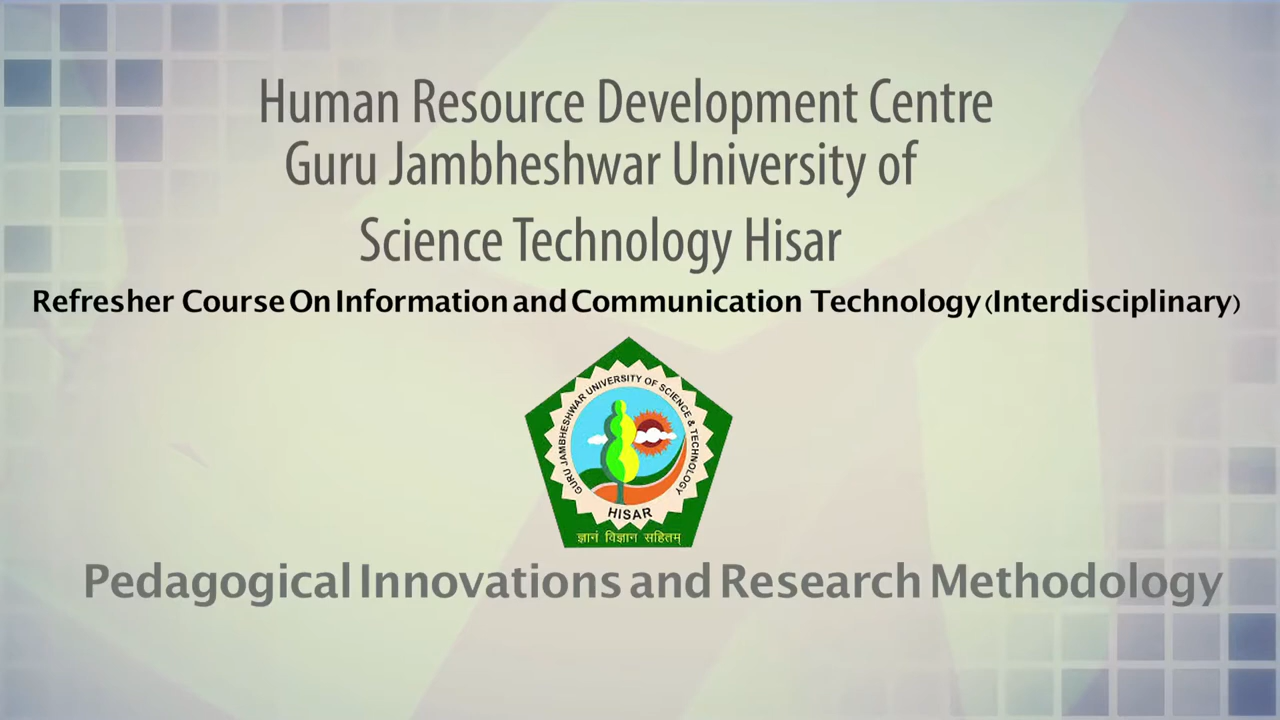 Human Resource Development Centre
Guru Jambheshwar University of
Science Technology Hisar
Refresher Course On Information and Communication Technology (Interdisciplinary)
GURU JAMBHESHWAR UNIVERSITY OF SCIENCE & TECHNOLOGY
HISAR
ज्ञानं विज्ञान सहितम्
Pedagogical Innovations and Research Methodology